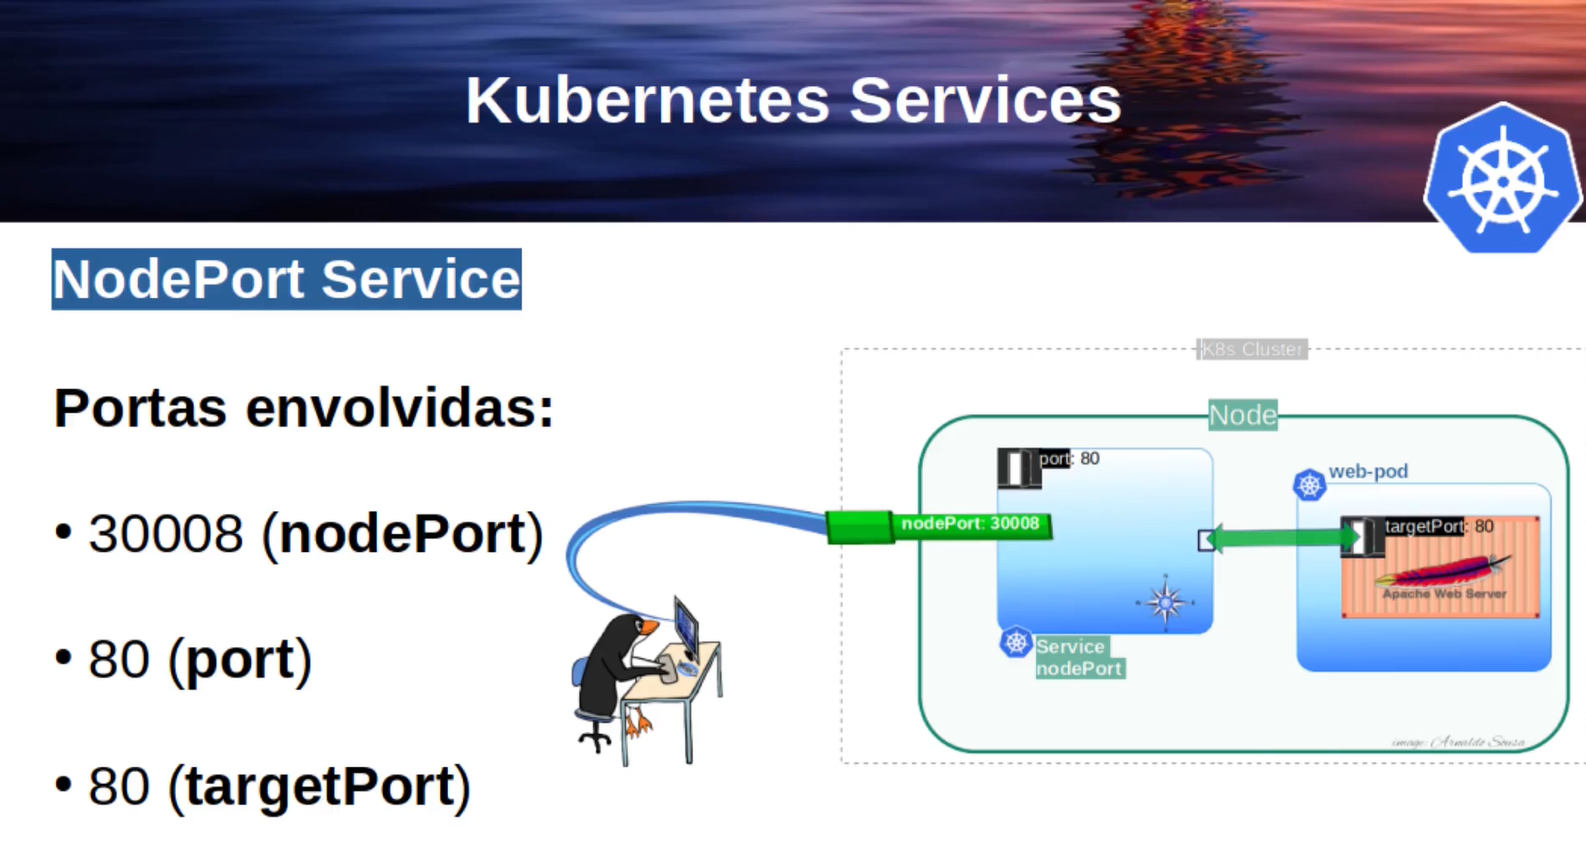 Kubernetes Services
NodePort Service
Portas envolvidas:
• 30008 (nodePort)
• 80 (port)
• 80 (targetPort)
K8s Cluster
Node
port: 80
nodePort: 30008
Service
nodePort
web-pod
targetPort: 80
Apache Web Server
image: Arnaldo Sousa